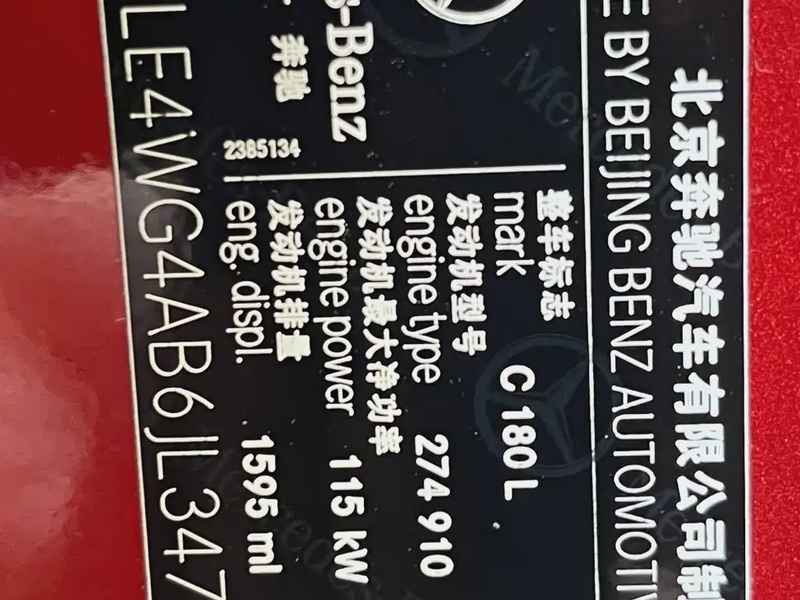 北京奔驰汽车有限公司制
E BY BEIJING BENZ AUTOMOTIV
s-Benz
奔驰
2385134
整车标志
mark C 180 L
发动机型号
engine type 274 910
发动机最大净功率
engine power 115 kW
发动机排量
eng. displ. 1595 ml
LE4WG4AB6JL347